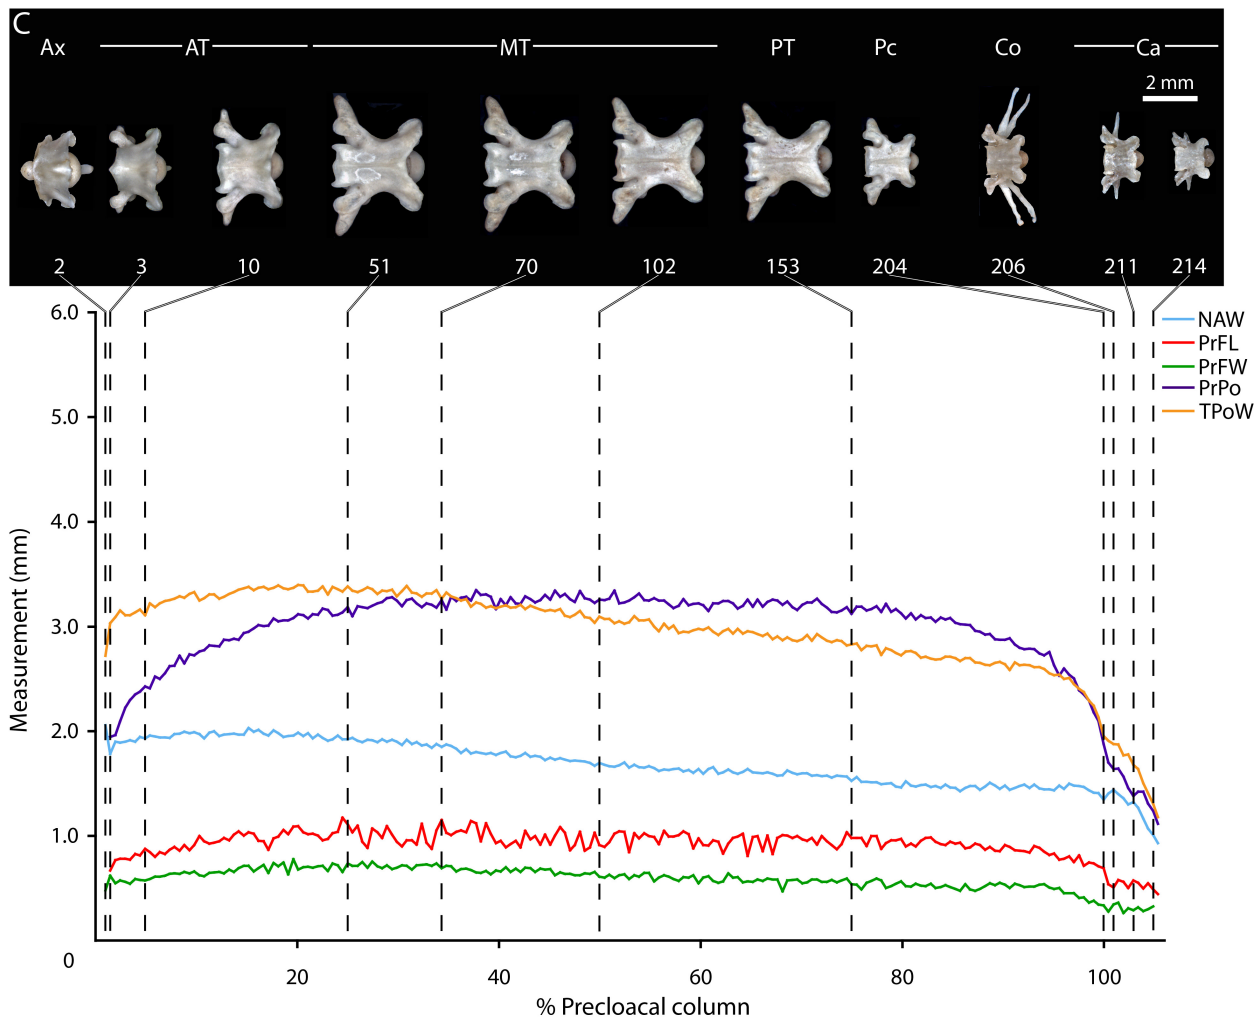 C
Ax AT MT PT Pc Co Ca
2 mm
2 3 10 51 70 102 153 204 206 211 214
6.0
5.0
4.0
3.0
2.0
1.0
0
NAW
PrFL
PrFW
PrPo
TPoW
Measurement (mm)
20 40 60 80 100
% Precloacal column